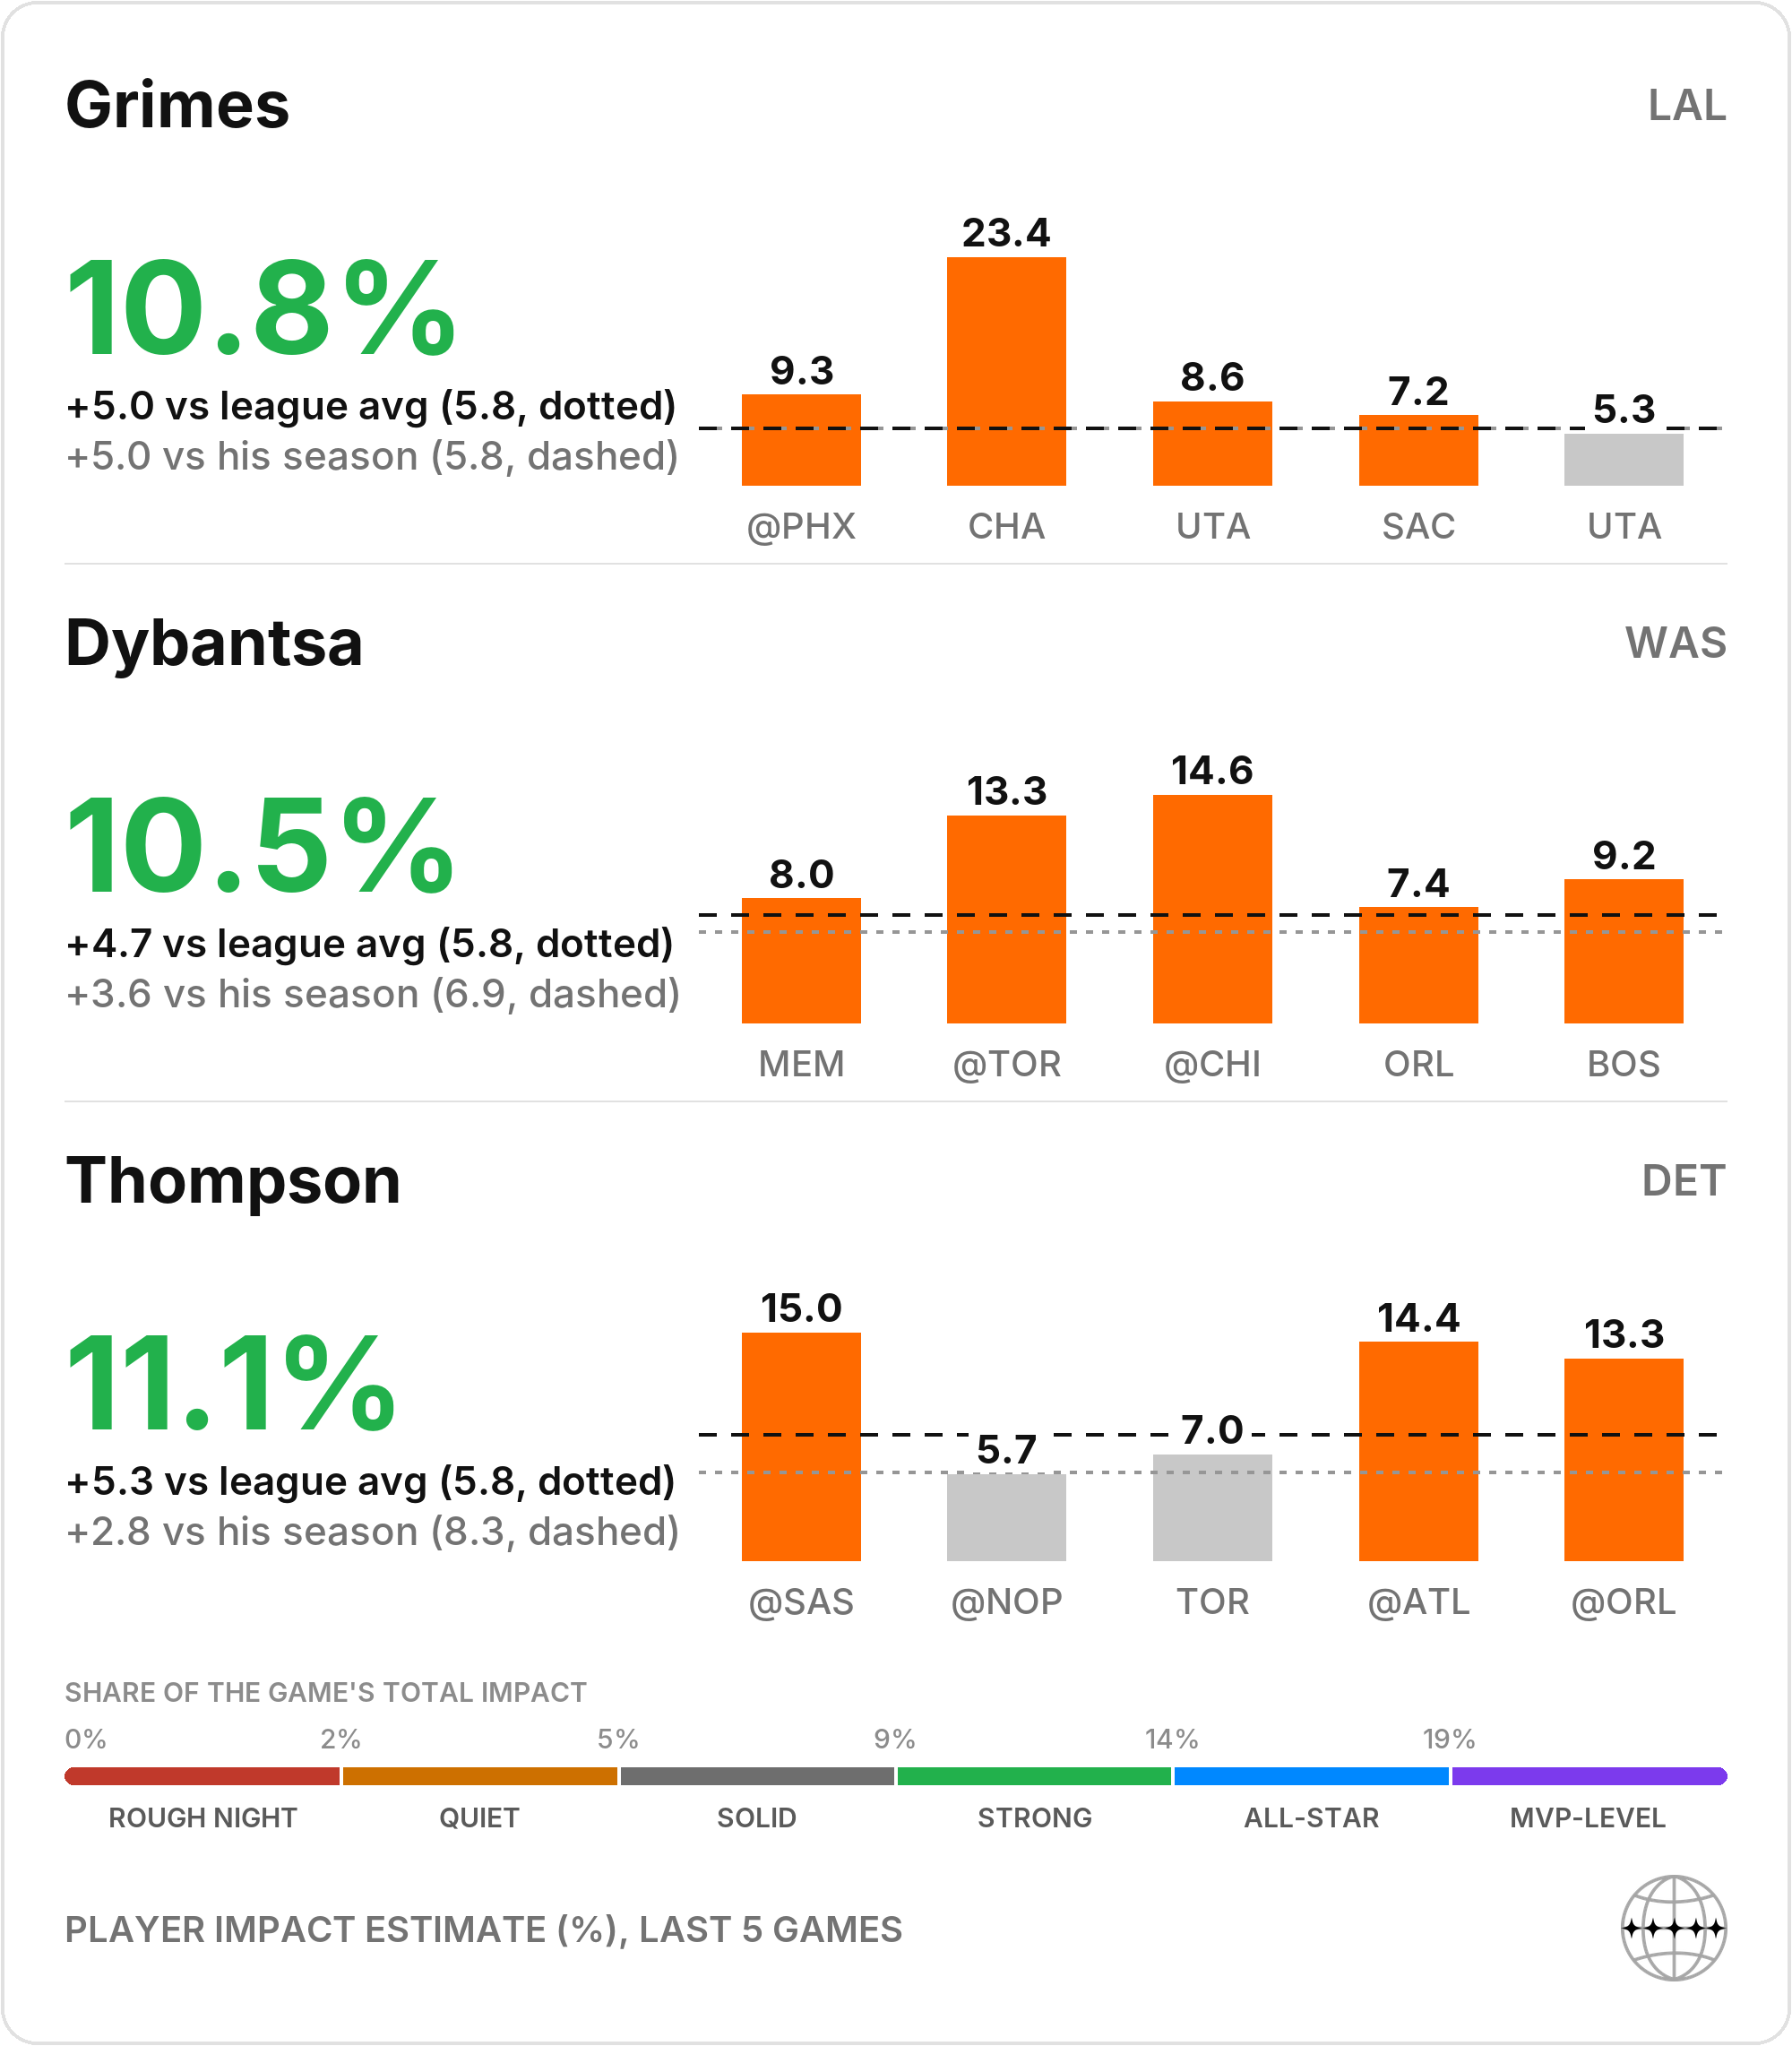 Grimes LAL
10.8%
+5.0 vs league avg (5.8, dotted)
+5.0 vs his season (5.8, dashed)
9.3 23.4 8.6 7.2 5.3
@PHX CHA UTA SAC UTA
Dybantsa WAS
10.5%
+4.7 vs league avg (5.8, dotted)
+3.6 vs his season (6.9, dashed)
8.0 13.3 14.6 7.4 9.2
MEM @TOR @CHI ORL BOS
Thompson DET
11.1%
+5.3 vs league avg (5.8, dotted)
+2.8 vs his season (8.3, dashed)
15.0 5.7 7.0 14.4 13.3
@SAS @NOP TOR @ATL @ORL
SHARE OF THE GAME'S TOTAL IMPACT
0% 2% 5% 9% 14% 19%
ROUGH NIGHT QUIET SOLID STRONG ALL-STAR MVP-LEVEL
PLAYER IMPACT ESTIMATE (%), LAST 5 GAMES